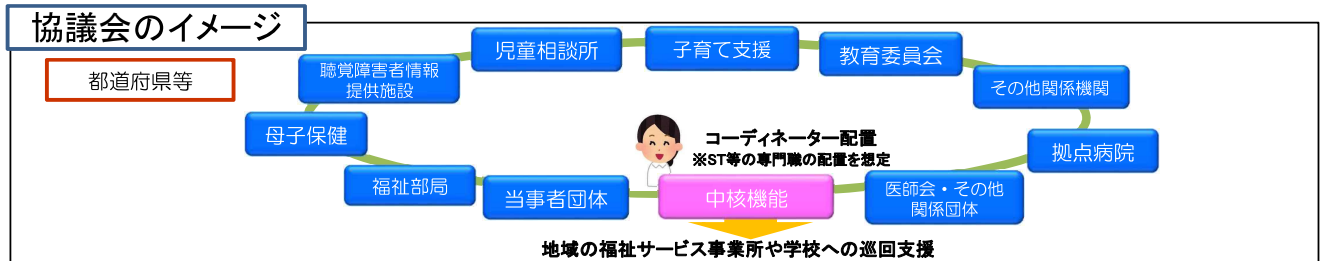 協議会のイメージ
都道府県等
児童相談所
子育て支援
教育委員会
聴覚障害者情報
提供施設
その他関係機関
母子保健
コーディネーター配置
※ST等の専門職の配置を想定
拠点病院
福祉部局
当事者団体
中核機能
医師会・その他
関係団体
地域の福祉サービス事業所や学校への巡回支援